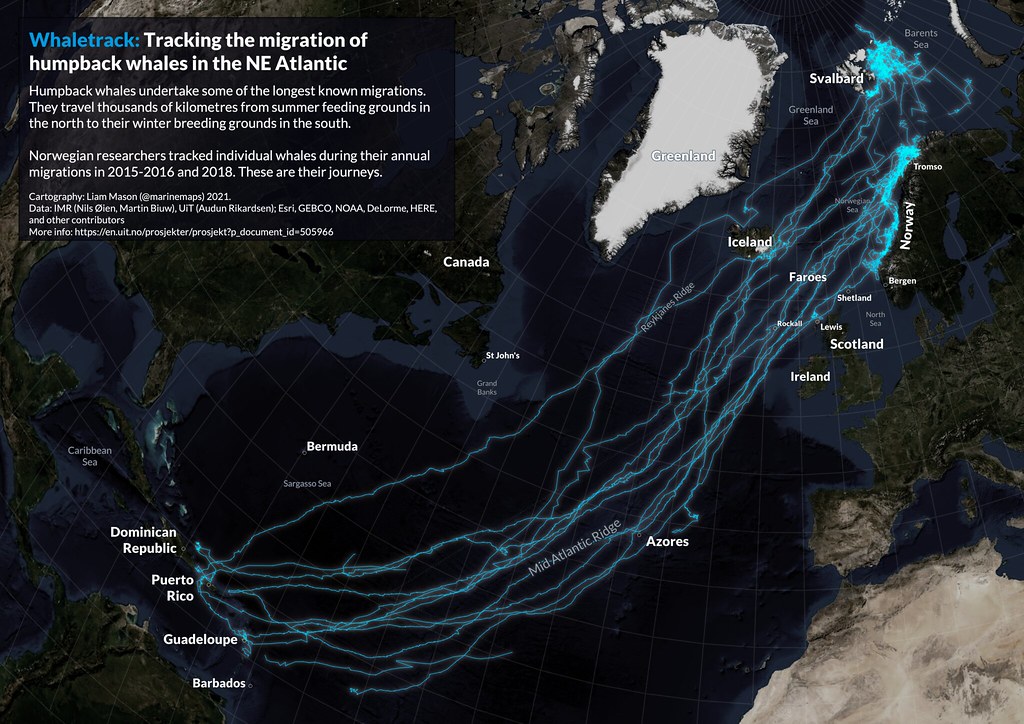 Whaletrack: Tracking the migration of
humpback whales in the NE Atlantic
Humpback whales undertake some of the longest known migrations.
They travel thousands of kilometres from summer feeding grounds in
the north to their winter breeding grounds in the south.
Norwegian researchers tracked individual whales during their annual
migrations in 2015-2016 and 2018. These are their journeys.
Cartography: Liam Mason (@marinemaps) 2021.
Data: IMR (Nils Øien, Martin Biuw), UiT (Audun Rikardsen); Esri, GEBCO, NOAA, DeLorme, HERE,
and other contributors
More info: https://en.uit.no/prosjekter/prosjekt?p_document_id=505966
Barents
Sea
Svalbard
Greenland
Sea
Greenland
Tromso
Norwegian
Sea
Norway
Iceland
Canada
Faroes
Bergen
Reykjanes Ridge
Shetland
North
Sea
Rockall
Lewis
Scotland
St John's
Ireland
Grand
Banks
Bermuda
Caribbean
Sea
Sargasso Sea
Dominican
Republic
Mid Atlantic Ridge
Azores
Puerto
Rico
Guadeloupe
Barbados